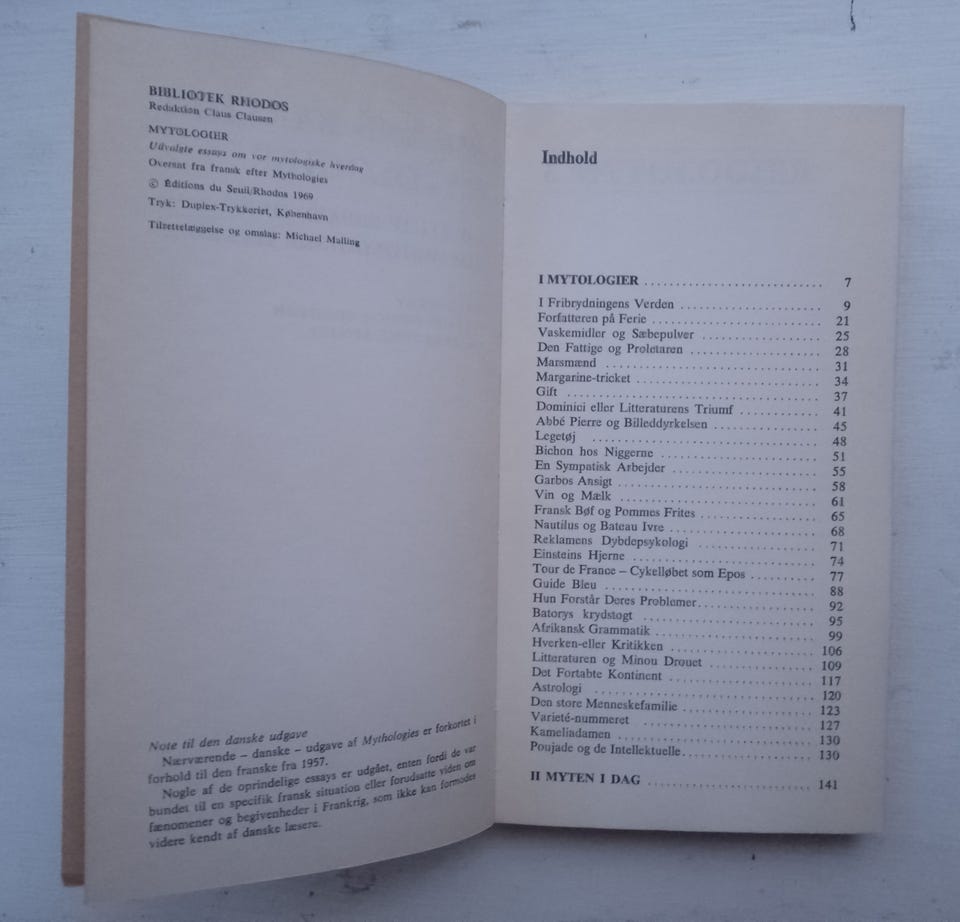 BIBLIOTEK RHODOS
Redaktion Claus Clausen
MYTOLOGIER
Udvalgte essays om vor mytologiske hverdag
Oversat fra fransk efter Mythologies
© Éditions du Seuil/Rhodos 1969
Tryk: Duplex-Trykkeriet, København
Tilrettelæggelse og omslag: Michael Malling
Note til den danske udgave
Nærværende – danske – udgave af Mythologies er forkortet i
forhold til den franske fra 1957.
Nogle af de oprindelige essays er udgået, enten fordi de var
bundet til en specifik fransk situation eller forudsatte viden om
fænomener og begivenheder i Frankrig, som ikke kan formodes
videre kendt af danske læsere.
Indhold
I MYTOLOGIER 7
I Fribrydningens Verden 9
Forfatteren på Ferie 21
Vaskemidler og Sæbepulver 25
Den Fattige og Proletaren 28
Marsmænd 31
Margarine-tricket 34
Gift 37
Dominici eller Litteraturens Triumf 41
Abbé Pierre og Billeddyrkelsen 45
Legetøj 48
Bichon hos Niggerne 51
En Sympatisk Arbejder 55
Garbos Ansigt 58
Vin og Mælk 61
Fransk Bøf og Pommes Frites 65
Nautilus og Bateau Ivre 68
Reklamens Dybdepsykologi 71
Einsteins Hjerne 74
Tour de France – Cykelløbet som Epos 77
Guide Bleu 88
Hun Forstår Deres Problemer 92
Batorys krydstogt 95
Afrikansk Grammatik 99
Hverken-eller Kritikken 106
Litteraturen og Minou Drouet 109
Det Fortabte Kontinent 117
Astrologi 120
Den store Menneskefamilie 123
Varieté-nummeret 127
Kameliadamen 130
Poujade og de Intellektuelle 130
II MYTEN I DAG 141